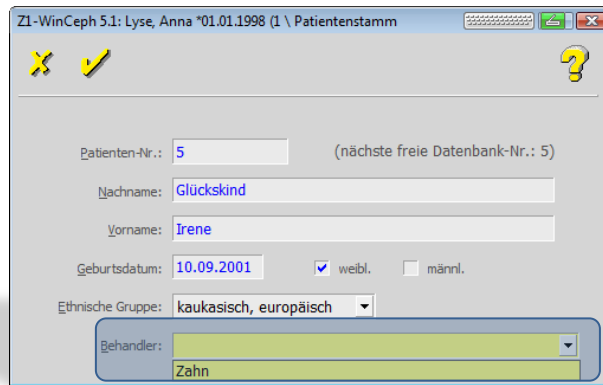 Z1-WinCeph 5.1: Lyse, Anna *01.01.1998 (1 \ Patientenstamm
Patienten-Nr.: 5 (nächste freie Datenbank-Nr.: 5)
Nachname: Glückskind
Vorname: Irene
Geburtsdatum: 10.09.2001 weibl. männl.
Ethnische Gruppe: kaukasisch, europäisch
Behandler:
Zahn